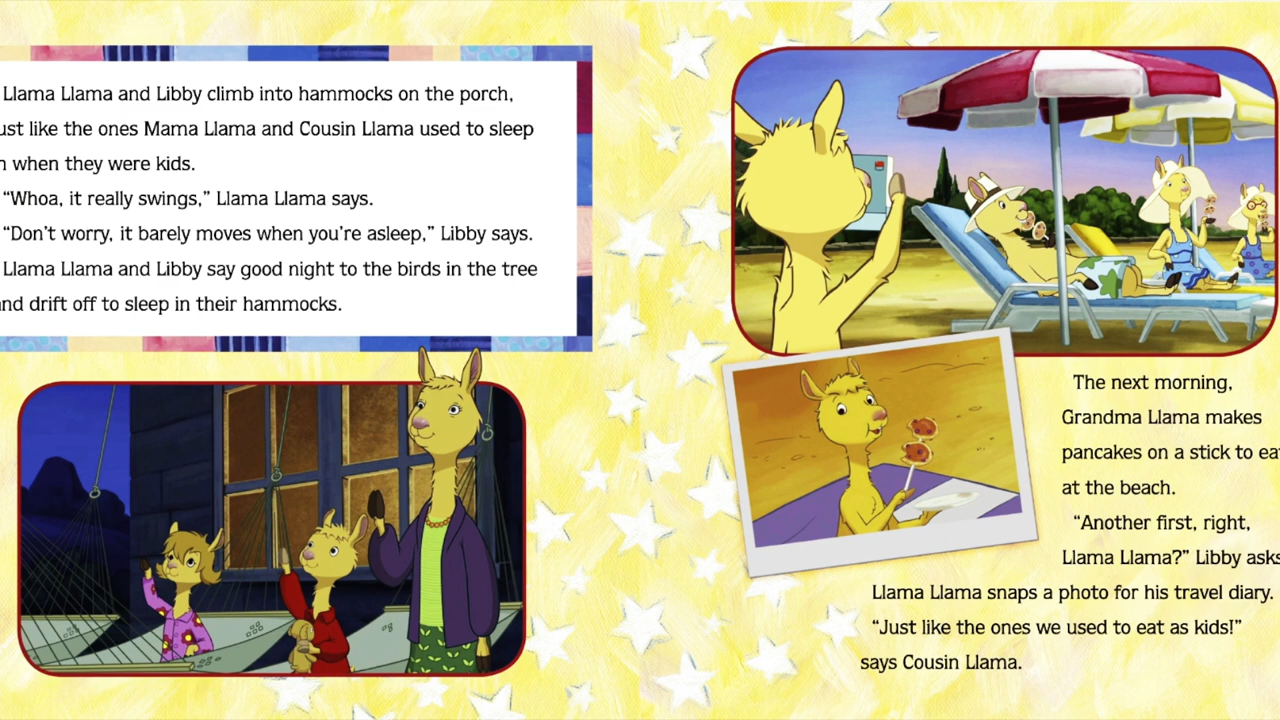 Llama Llama and Libby climb into hammocks on the porch,
ust like the ones Mama Llama and Cousin Llama used to sleep
n when they were kids.
“Whoa, it really swings,” Llama Llama says.
“Don’t worry, it barely moves when you’re asleep,” Libby says.
Llama Llama and Libby say good night to the birds in the tree
nd drift off to sleep in their hammocks.
The next morning,
Grandma Llama makes
pancakes on a stick to ea
at the beach.
“Another first, right,
Llama Llama?” Libby asks
Llama Llama snaps a photo for his travel diary.
“Just like the ones we used to eat as kids!”
says Cousin Llama.